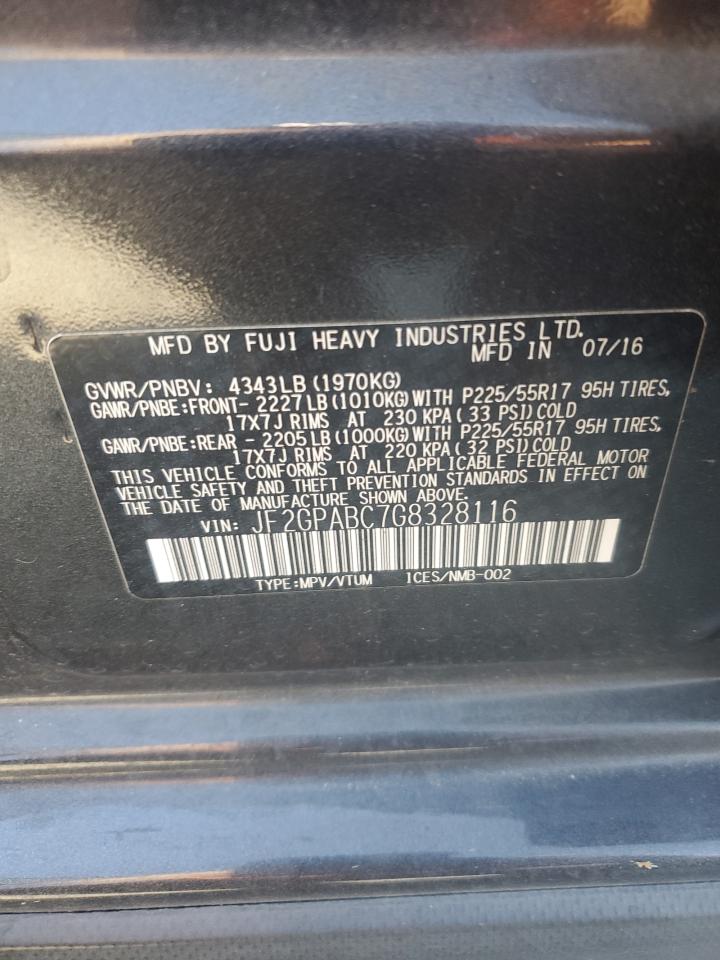 MFD BY FUJI HEAVY INDUSTRIES LTD.
MFD IN 07/16
GVWR/PNBV: 4343LB (1970KG)
GAWR/PNBE:FRONT- 2227LB (1010KG) WITH P225/55R17 95H TIRES,
17X7J RIMS AT 230 KPA (33 PSI) COLD
GAWR/PNBE:REAR - 2205LB (1000KG) WITH P225/55R17 95H TIRES,
17X7J RIMS AT 220 KPA (32 PSI) COLD
THIS VEHICLE CONFORMS TO ALL APPLICABLE FEDERAL MOTOR
VEHICLE SAFETY AND THEFT PREVENTION STANDARDS IN EFFECT ON
THE DATE OF MANUFACTURE SHOWN ABOVE.
VIN: JF2GPABC7G8328116
TYPE:MPV/VTUM ICES/NMB-002